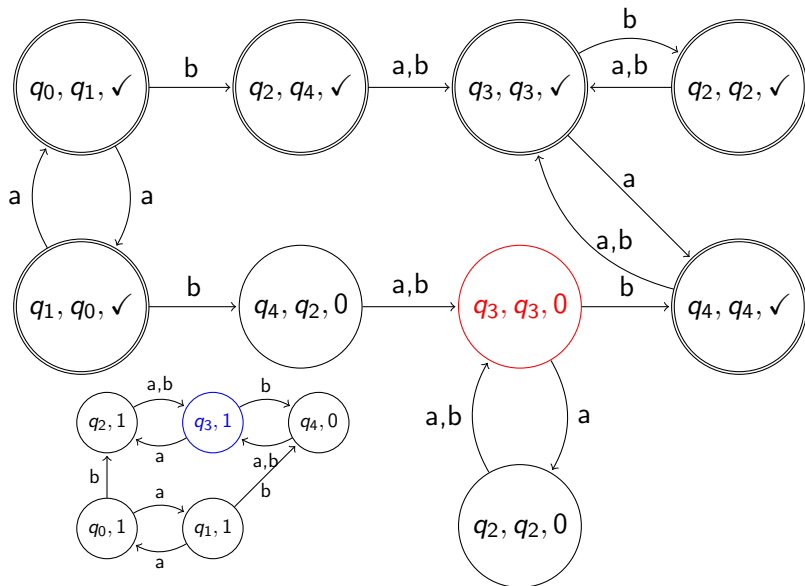 b
q0, q1, ✓
b
q2, q4, ✓
a,b
q3, q3, ✓
a,b
q2, q2, ✓
a
a
a
a,b
q1, q0, ✓
b
q4, q2, 0
a,b
q3, q3, 0
b
q4, q4, ✓
a,b
b
q2, 1
q3, 1
q4, 0
a
a,b
a
b
b
a
a,b
q0, 1
q1, 1
a
q2, q2, 0